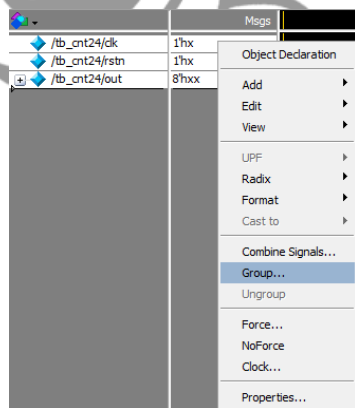 Msgs
/tb_cnt24/clk 1'hx
/tb_cnt24/rstn 1'hx
/tb_cnt24/out 8'hxx
Object Declaration
Add
Edit
View
UPF
Radix
Format
Cast to
Combine Signals...
Group...
Ungroup
Force...
NoForce
Clock...
Properties...